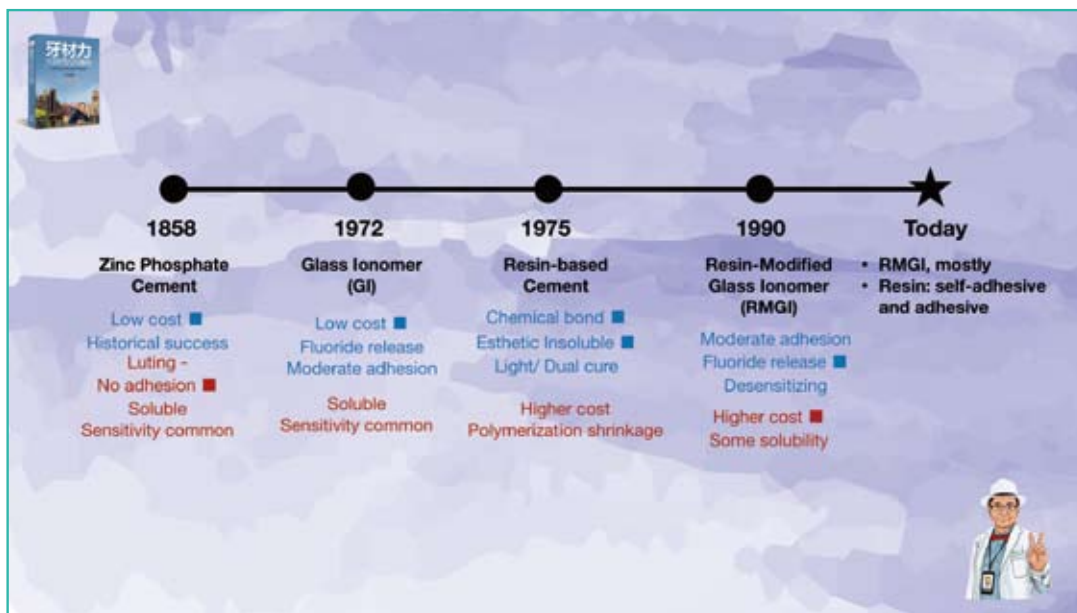 牙材力
1858
Zinc Phosphate
Cement
Low cost ■
Historical success
Luting -
No adhesion ■
Soluble
Sensitivity common
1972
Glass Ionomer
(GI)
Low cost ■
Fluoride release
Moderate adhesion
Soluble
Sensitivity common
1975
Resin-based
Cement
Chemical bond ■
Esthetic Insoluble ■
Light/ Dual cure
Higher cost
Polymerization shrinkage
1990
Resin-Modified
Glass Ionomer
(RMGI)
Moderate adhesion
Fluoride release ■
Desensitizing
Higher cost ■
Some solubility
Today
• RMGI, mostly
• Resin: self-adhesive
and adhesive